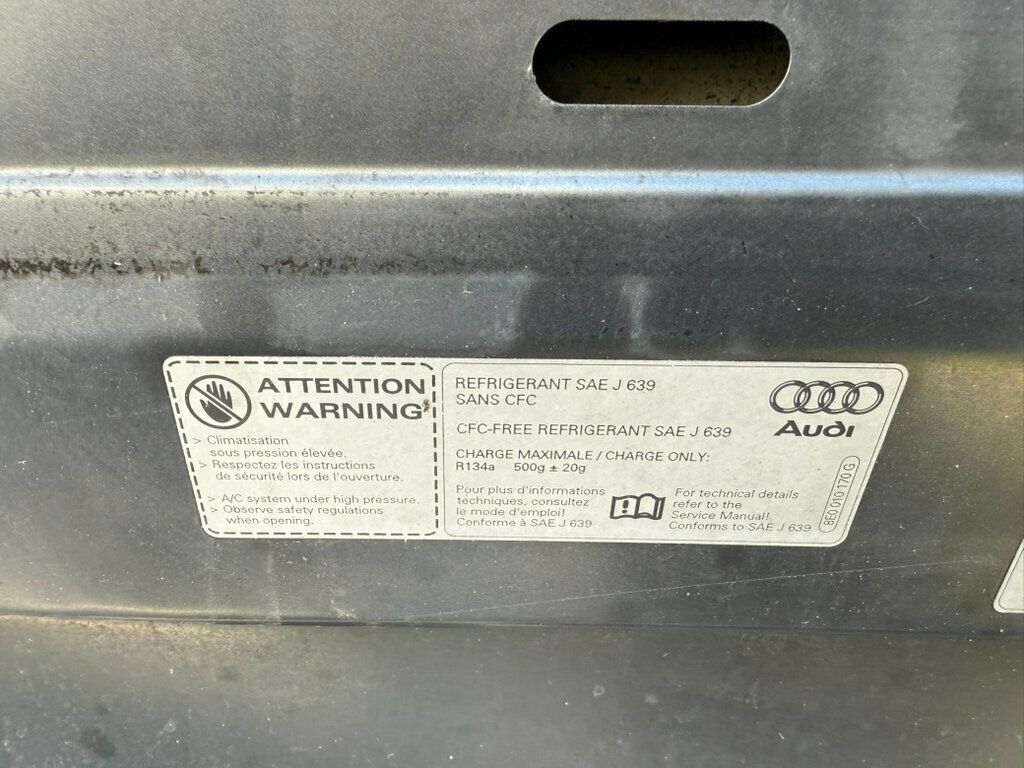 ATTENTION
WARNING
> Climatisation
sous pression élevée.
> Respectez les instructions
de sécurité lors de l'ouverture.
> A/C system under high pressure.
> Observe safety regulations
when opening.
REFRIGERANT SAE J 639
SANS CFC
CFC-FREE REFRIGERANT SAE J 639
CHARGE MAXIMALE / CHARGE ONLY:
R134a 500g ± 20g
Pour plus d'informations
techniques, consultez
le mode d'emploi!
Conforme à SAE J 639
For technical details
refer to the
Service Manual!
Conforms to SAE J 639
Audi
8E0 010 170 G